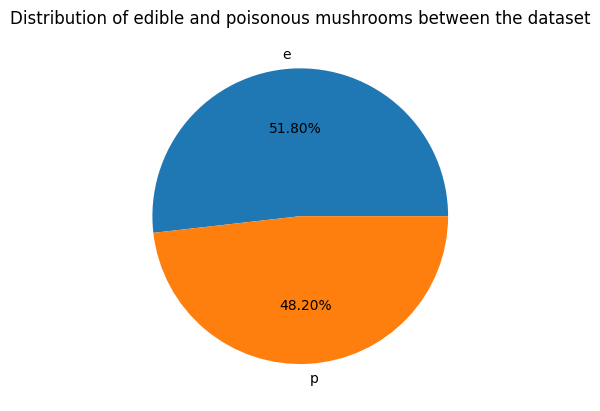 Distribution of edible and poisonous mushrooms between the dataset
e
51.80%
48.20%
p